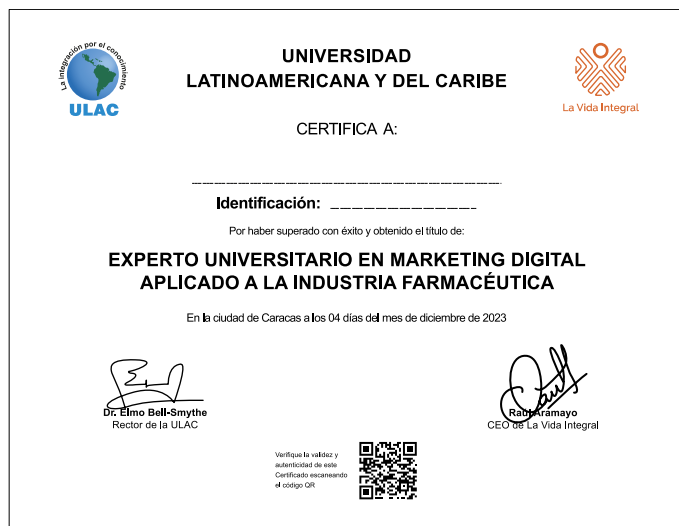 La integración por el conocimiento
ULAC
UNIVERSIDAD
LATINOAMERICANA Y DEL CARIBE
La Vida Integral
CERTIFICA A:
Identificación:
Por haber superado con éxito y obtenido el título de:
EXPERTO UNIVERSITARIO EN MARKETING DIGITAL
APLICADO A LA INDUSTRIA FARMACÉUTICA
En la ciudad de Caracas a los 04 días del mes de diciembre de 2023
Dr. Elmo Bell-Smythe
Rector de la ULAC
Raul Aramayo
CEO de La Vida Integral
Verifique la validez y
autenticidad de este
Certificado escaneando
el código QR